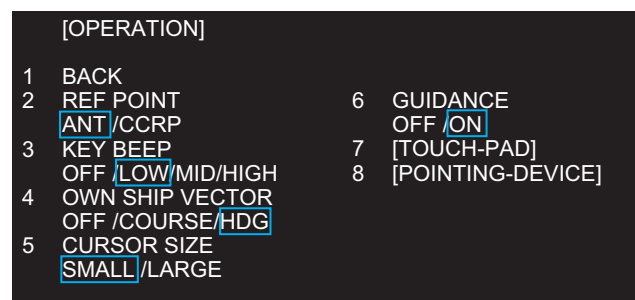 [OPERATION]
1 BACK
2 REF POINT
ANT /CCRP
3 KEY BEEP
OFF /LOW/MID/HIGH
4 OWN SHIP VECTOR
OFF /COURSE/HDG
5 CURSOR SIZE
SMALL /LARGE
6 GUIDANCE
OFF /ON
7 [TOUCH-PAD]
8 [POINTING-DEVICE]